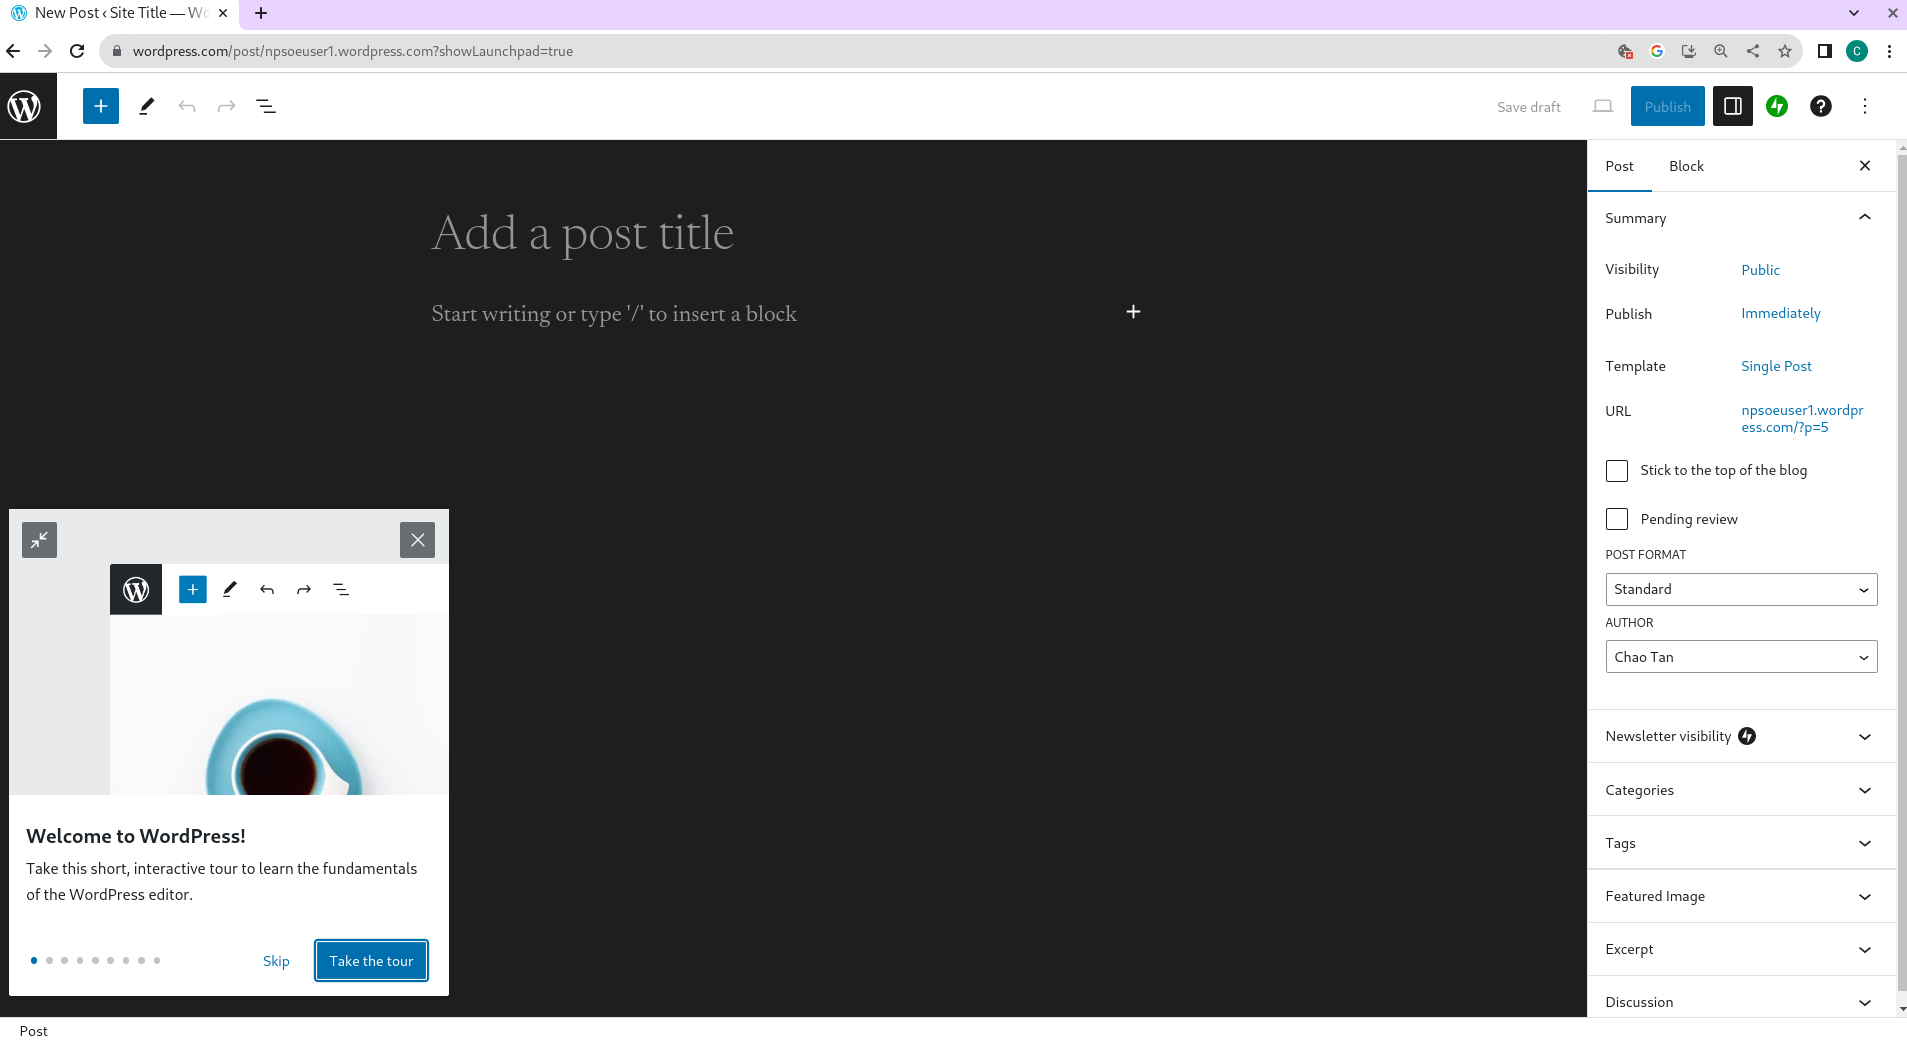 New Post ‹ Site Title — Wo
wordpress.com/post/npsoeuser1.wordpress.com?showLaunchpad=true
C
Save draft
Publish
Post
Block
Add a post title
Start writing or type '/' to insert a block
Summary
Visibility
Public
Publish
Immediately
Template
Single Post
URL
npsoeuser1.wordpr
ess.com/?p=5
Stick to the top of the blog
Pending review
POST FORMAT
Standard
AUTHOR
Chao Tan
Newsletter visibility
Categories
Tags
Featured Image
Excerpt
Discussion
Welcome to WordPress!
Take this short, interactive tour to learn the fundamentals
of the WordPress editor.
Skip
Take the tour
Post